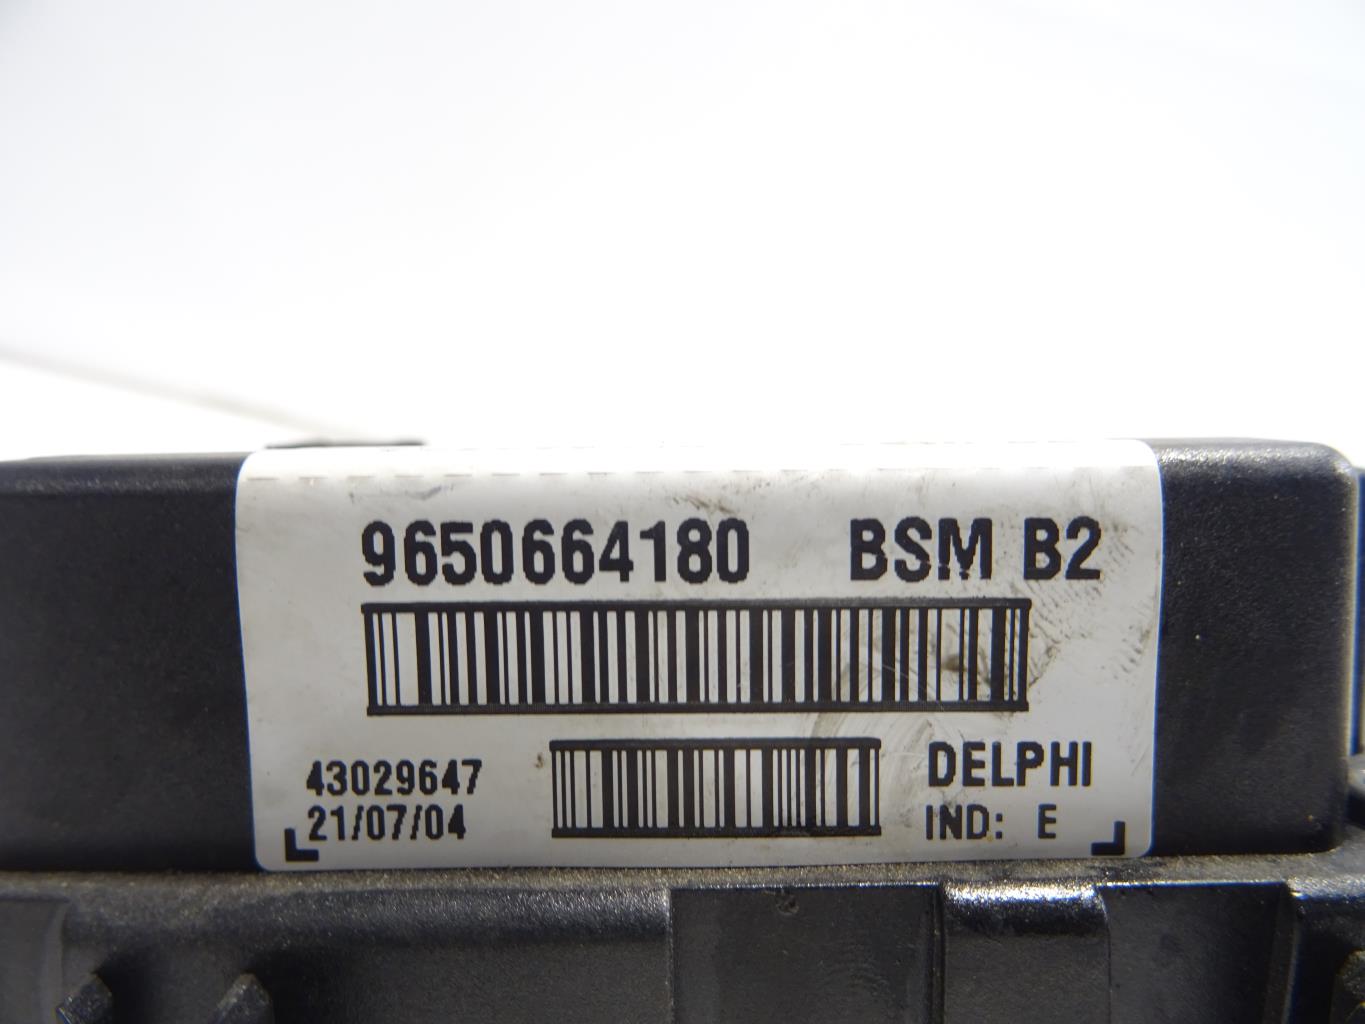 9650664180 BSM B2
43029647 DELPHI
21/07/04 IND: E